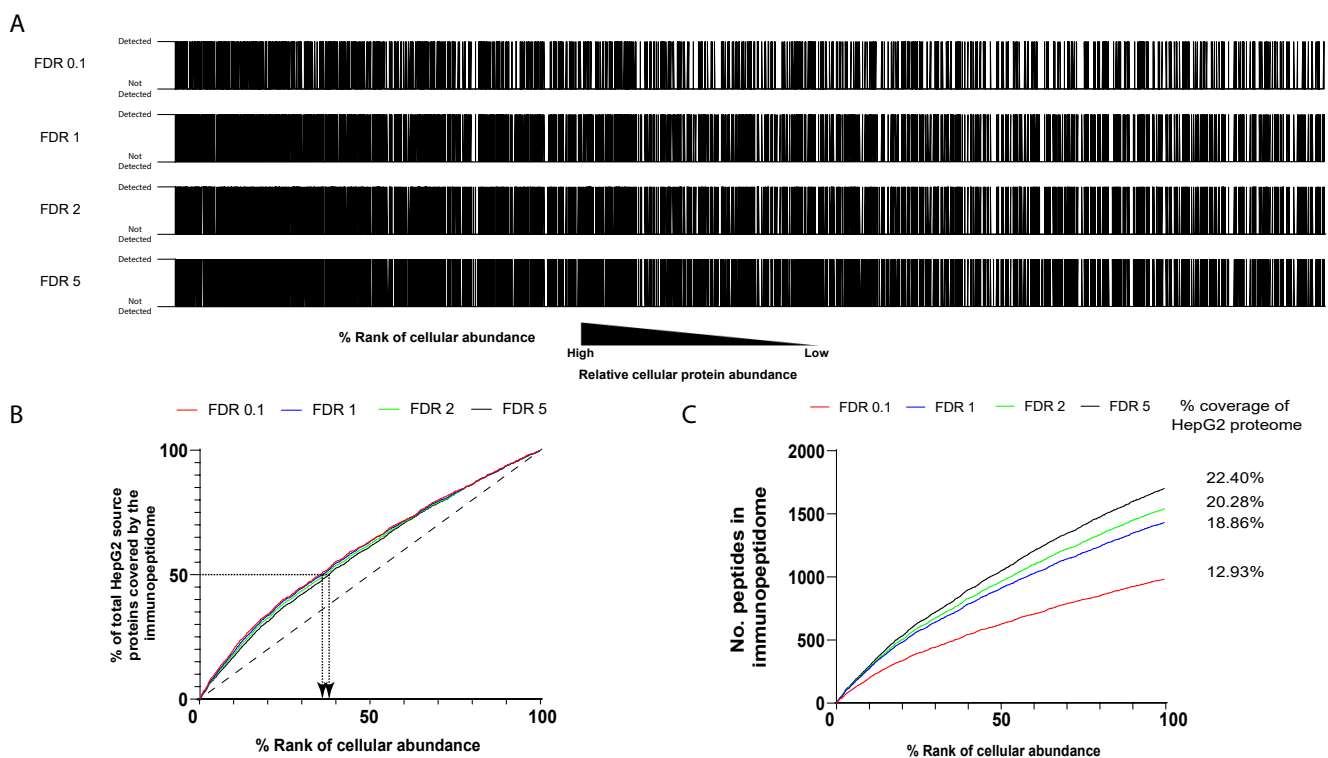 A
FDR 0.1
Detected
Not
Detected
FDR 1
Detected
Not
Detected
FDR 2
Detected
Not
Detected
FDR 5
Detected
Not
Detected
% Rank of cellular abundance
High
Low
Relative cellular protein abundance
B
FDR 0.1 FDR 1 FDR 2 FDR 5
% of total HepG2 source
proteins covered by the
immunopeptidome
100
50
0
0 50 100
% Rank of cellular abundance
C
FDR 0.1 FDR 1 FDR 2 FDR 5
% coverage of
HepG2 proteome
No. peptides in
immunopeptidome
2000
1500
1000
500
0
22.40%
20.28%
18.86%
12.93%
0 50 100
% Rank of cellular abundance